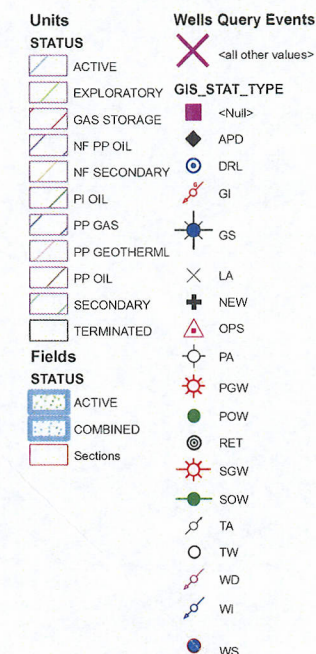 Units
STATUS
ACTIVE
EXPLORATORY
GAS STORAGE
NF PP OIL
NF SECONDARY
PI OIL
PP GAS
PP GEOTHERML
PP OIL
SECONDARY
TERMINATED
Fields
STATUS
ACTIVE
COMBINED
Sections
Wells Query Events
<all other values>
GIS_STAT_TYPE
<Null>
APD
DRL
GI
GS
LA
NEW
OPS
PA
PGW
POW
RET
SGW
SOW
TA
TW
WD
WI
WS